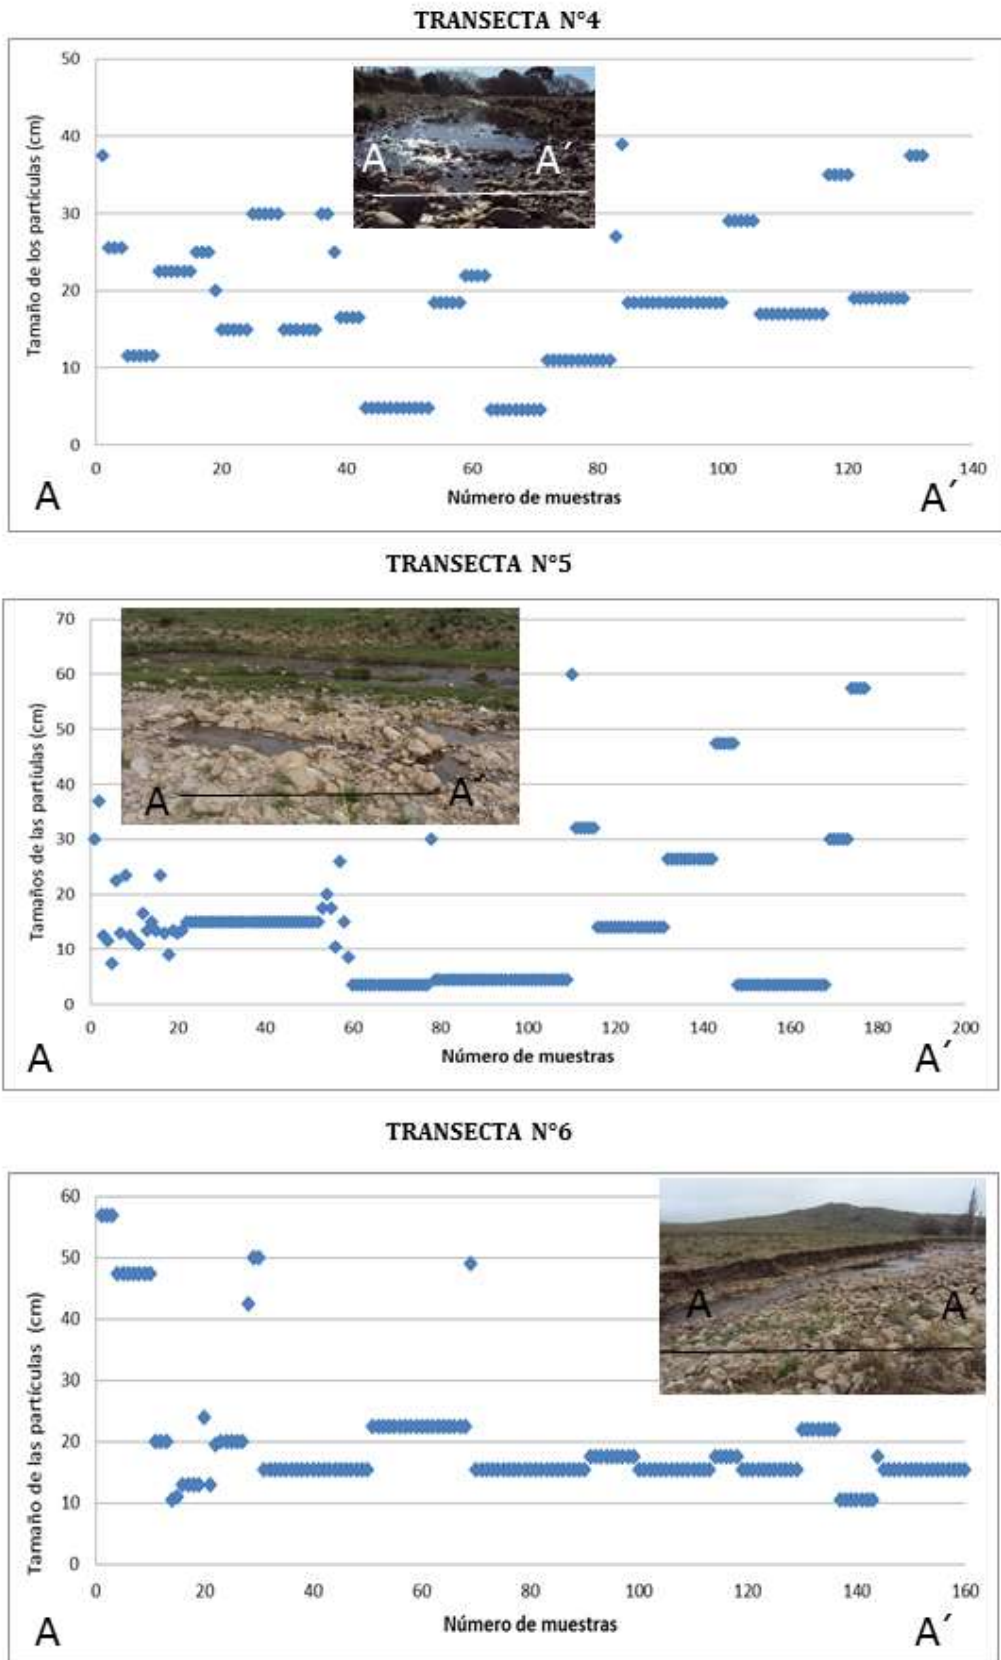 TRANSECTA N°4
50
40
30
20
10
0
Tamaño de los partículas (cm)
A A´
0 20 40 60 80 100 120 140
Número de muestras
A A´
TRANSECTA N°5
70
60
50
40
30
20
10
0
Tamaños de las partíulas (cm)
A A´
0 20 40 60 80 100 120 140 160 180 200
Número de muestras
A A´
TRANSECTA N°6
60
50
40
30
20
10
0
Tamaño de las partículas (cm)
A A´
0 20 40 60 80 100 120 140 160
Número de muestras
A A´